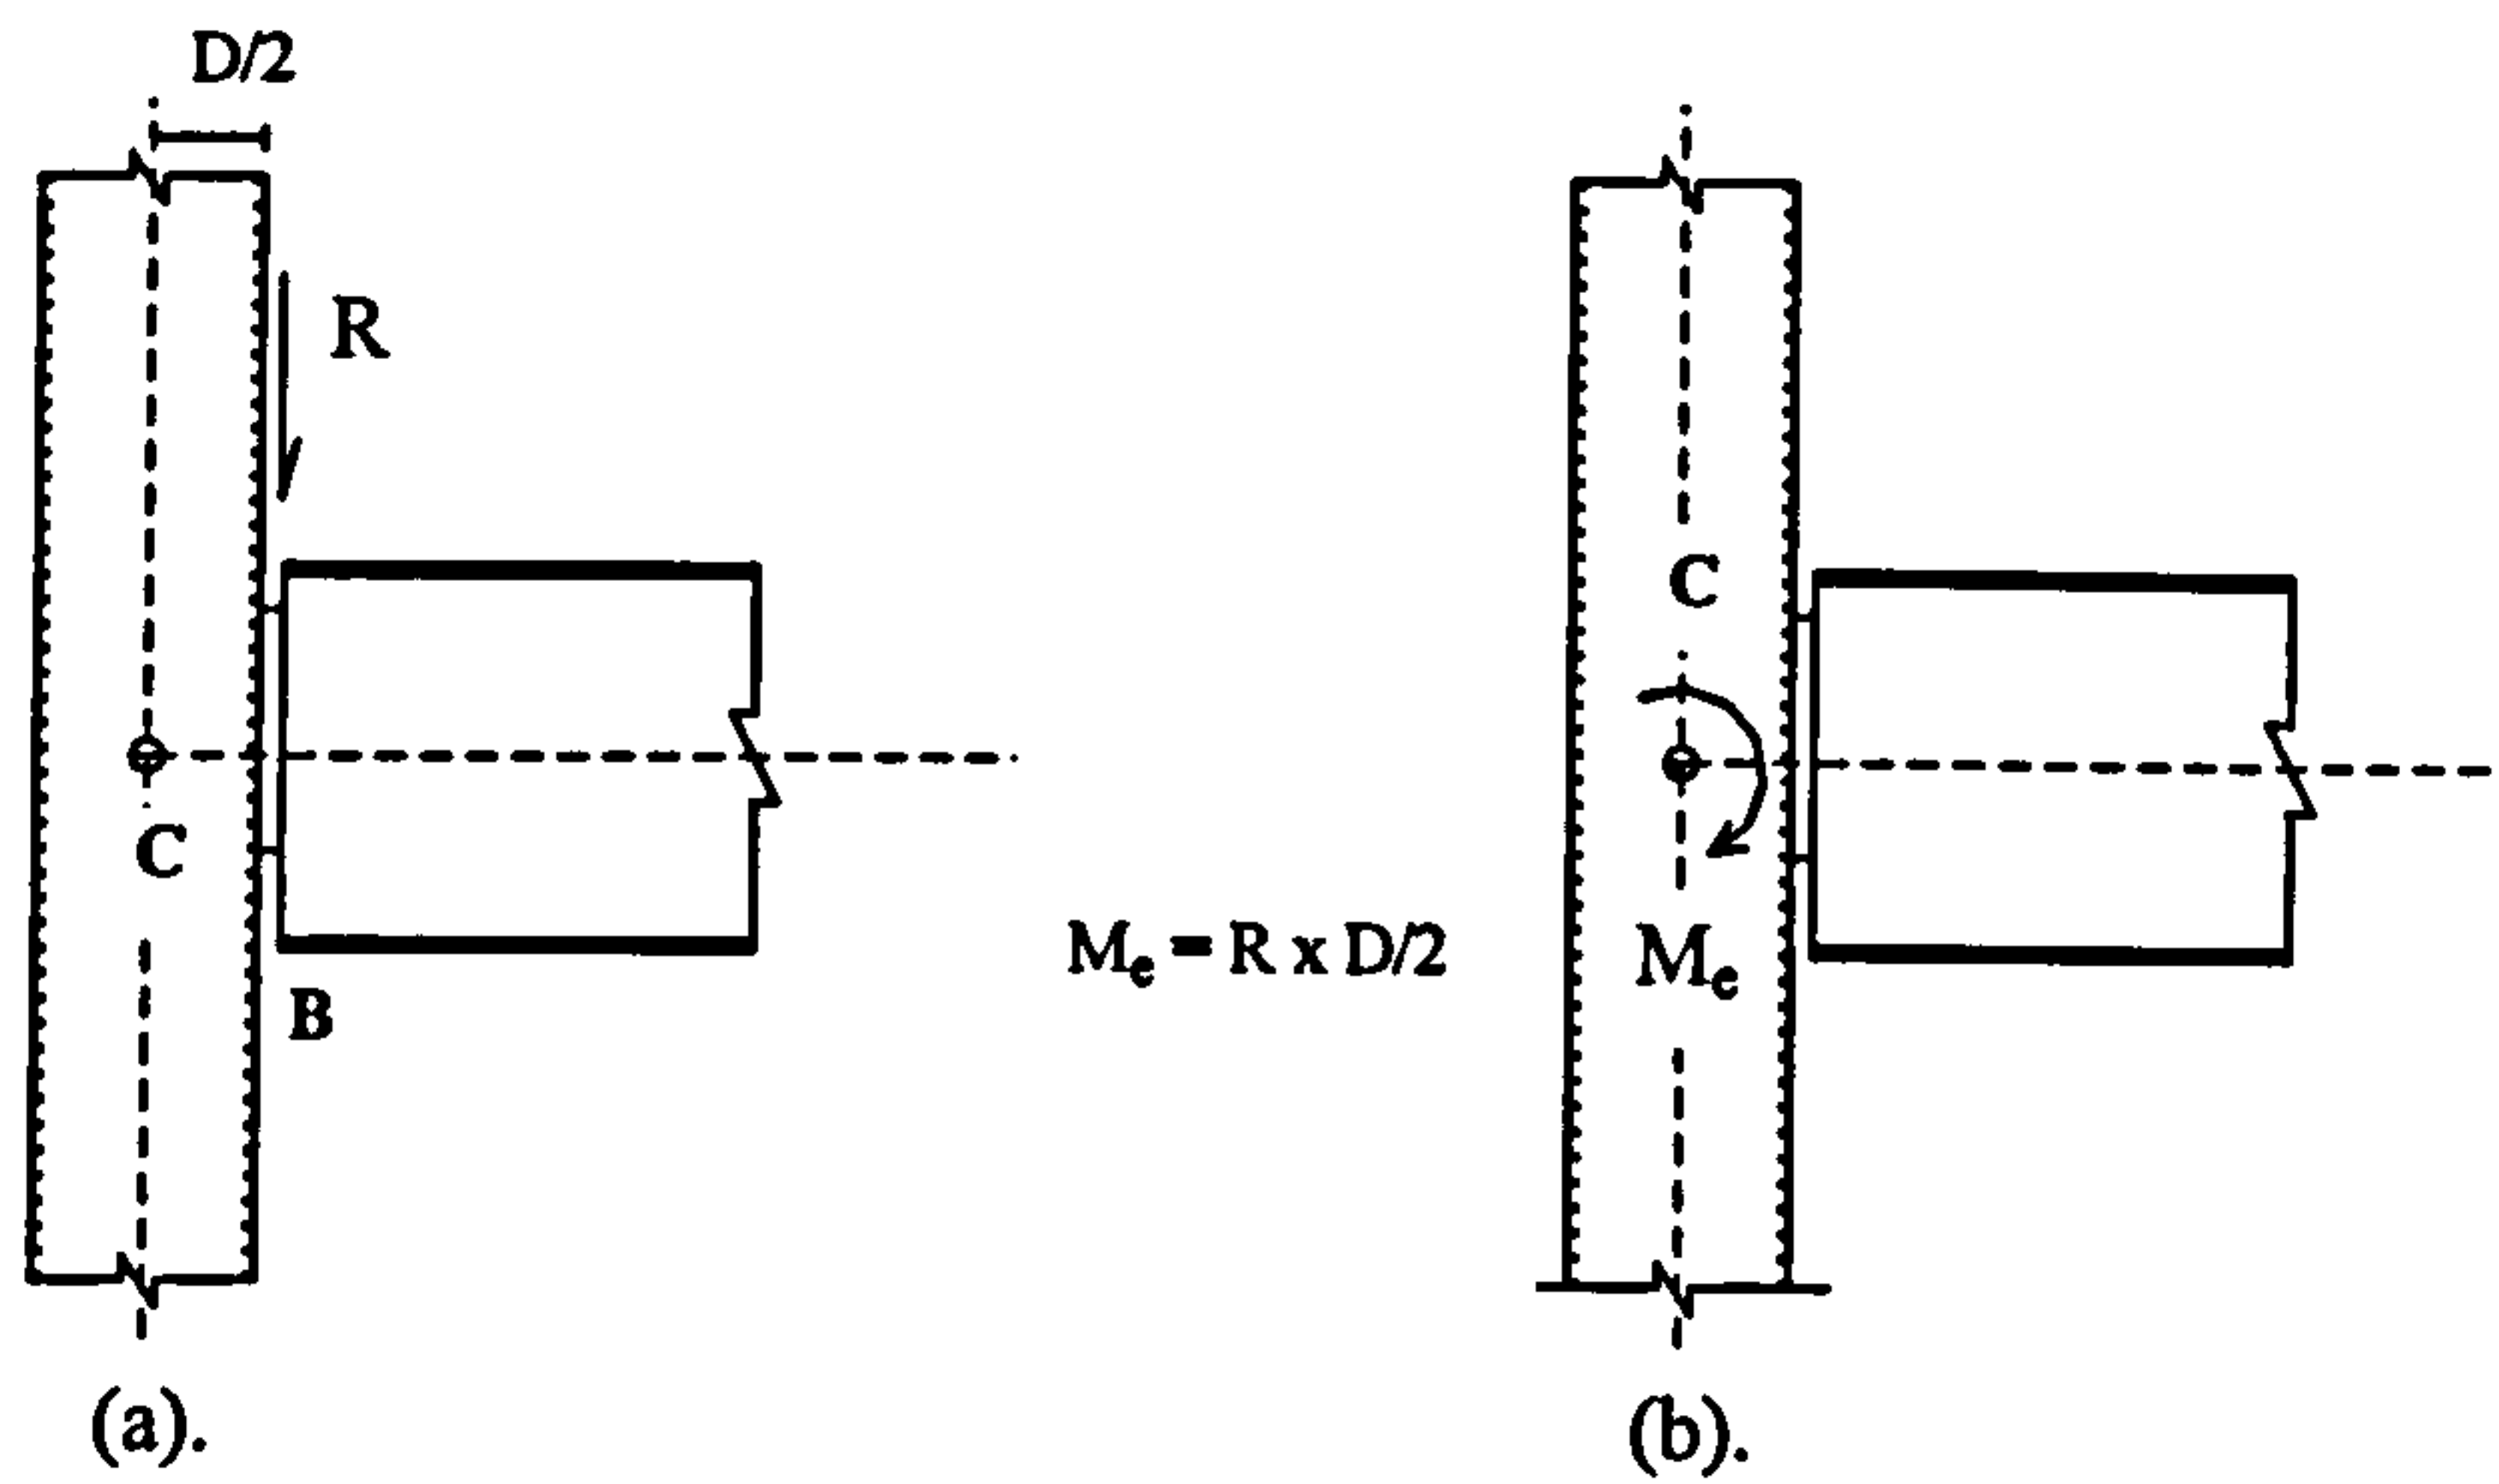 D/2
R
C
B
(a).
Mₑ = R x D/2
C
Mₑ
(b).